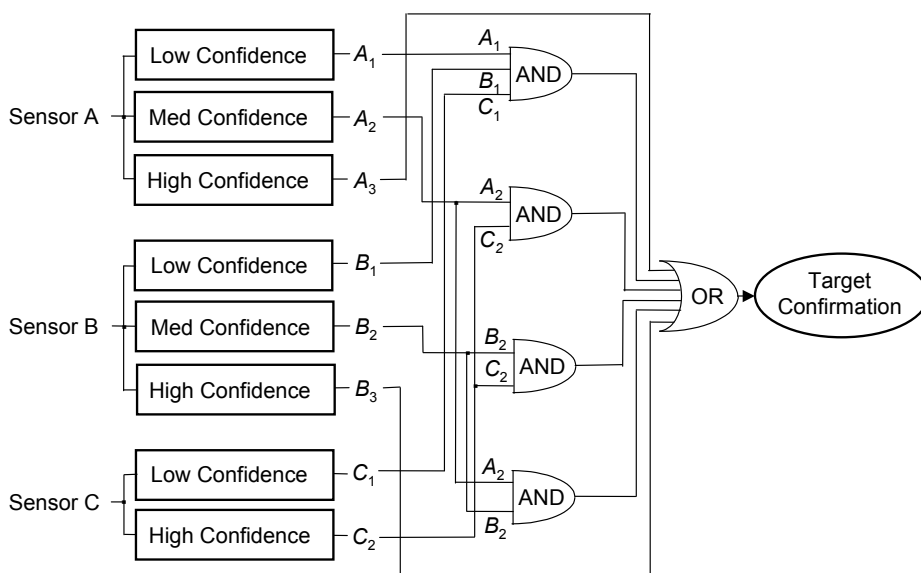 Sensor A
Low Confidence
A₁
Med Confidence
A₂
High Confidence
A₃
Sensor B
Low Confidence
B₁
Med Confidence
B₂
High Confidence
B₃
Sensor C
Low Confidence
C₁
High Confidence
C₂
A₁
B₁
C₁
AND
A₂
C₂
AND
B₂
C₂
AND
A₂
B₂
AND
OR
Target
Confirmation